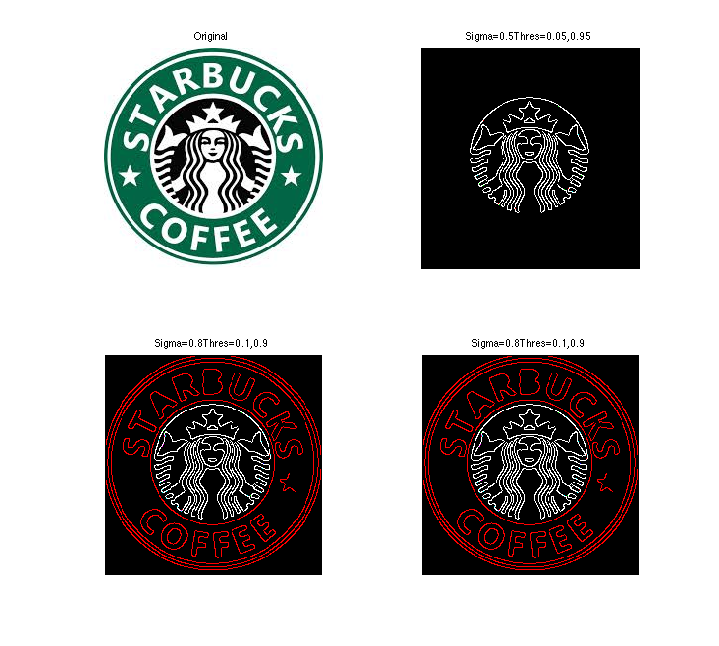 Original
STARBUCKS
COFFEE
Sigma=0.5Thres=0.05,0.95
Sigma=0.8Thres=0.1,0.9
STARBUCKS
COFFEE
Sigma=0.8Thres=0.1,0.9
STARBUCKS
COFFEE